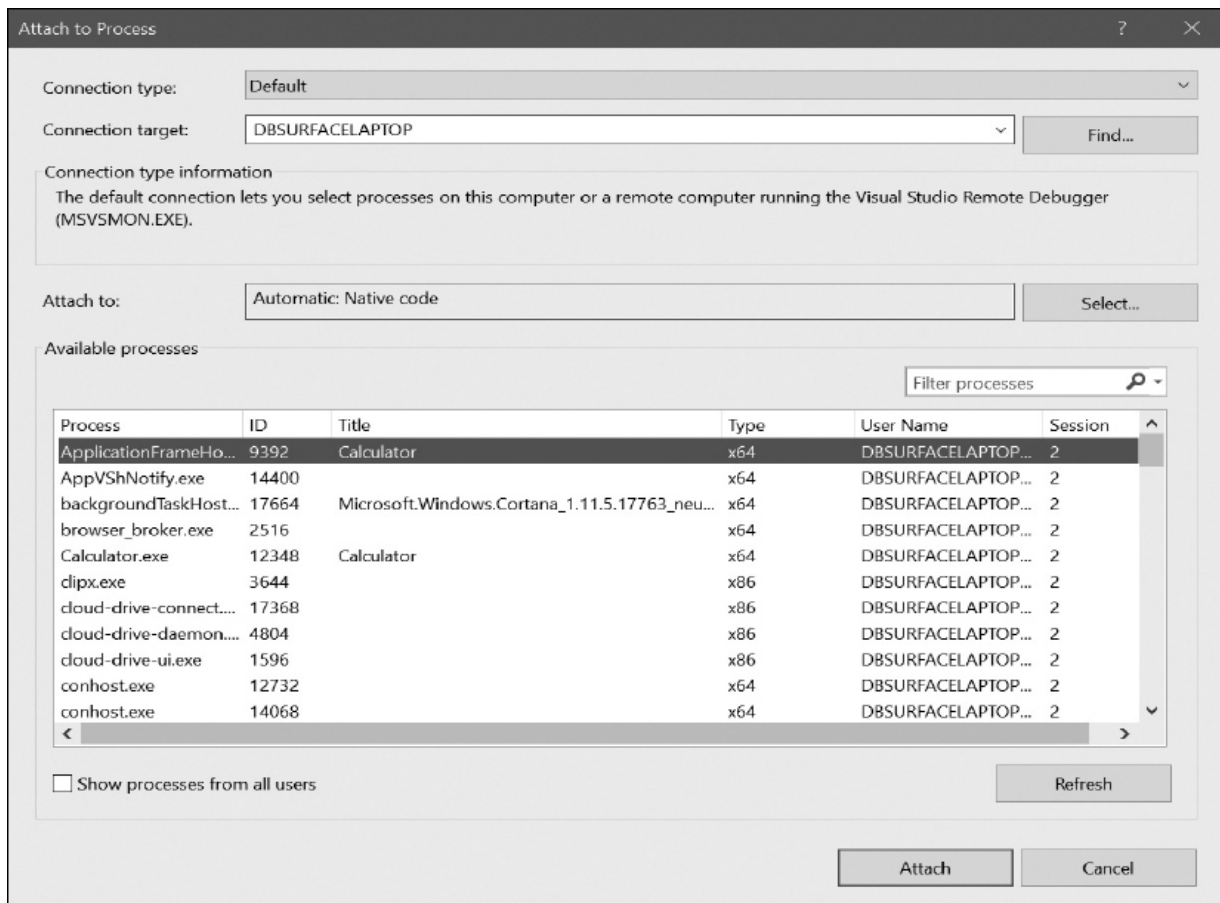 Attach to Process
Connection type: Default
Connection target: DBSURFACELAPTOP Find...
Connection type information
The default connection lets you select processes on this computer or a remote computer running the Visual Studio Remote Debugger
(MSVSMON.EXE).
Attach to: Automatic: Native code Select...
Available processes
Filter processes
Process ID Title Type User Name Session
ApplicationFrameHo... 9392 Calculator x64 DBSURFACELAPTOP... 2
AppVShNotify.exe 14400 x64 DBSURFACELAPTOP... 2
backgroundTaskHost... 17664 Microsoft.Windows.Cortana_1.11.5.17763_neu... x64 DBSURFACELAPTOP... 2
browser_broker.exe 2516 x64 DBSURFACELAPTOP... 2
Calculator.exe 12348 Calculator x64 DBSURFACELAPTOP... 2
clipx.exe 3644 x86 DBSURFACELAPTOP... 2
cloud-drive-connect.... 17368 x86 DBSURFACELAPTOP... 2
cloud-drive-daemon.... 4804 x86 DBSURFACELAPTOP... 2
cloud-drive-ui.exe 1596 x86 DBSURFACELAPTOP... 2
conhost.exe 12732 x64 DBSURFACELAPTOP... 2
conhost.exe 14068 x64 DBSURFACELAPTOP... 2
Show processes from all users Refresh
Attach Cancel